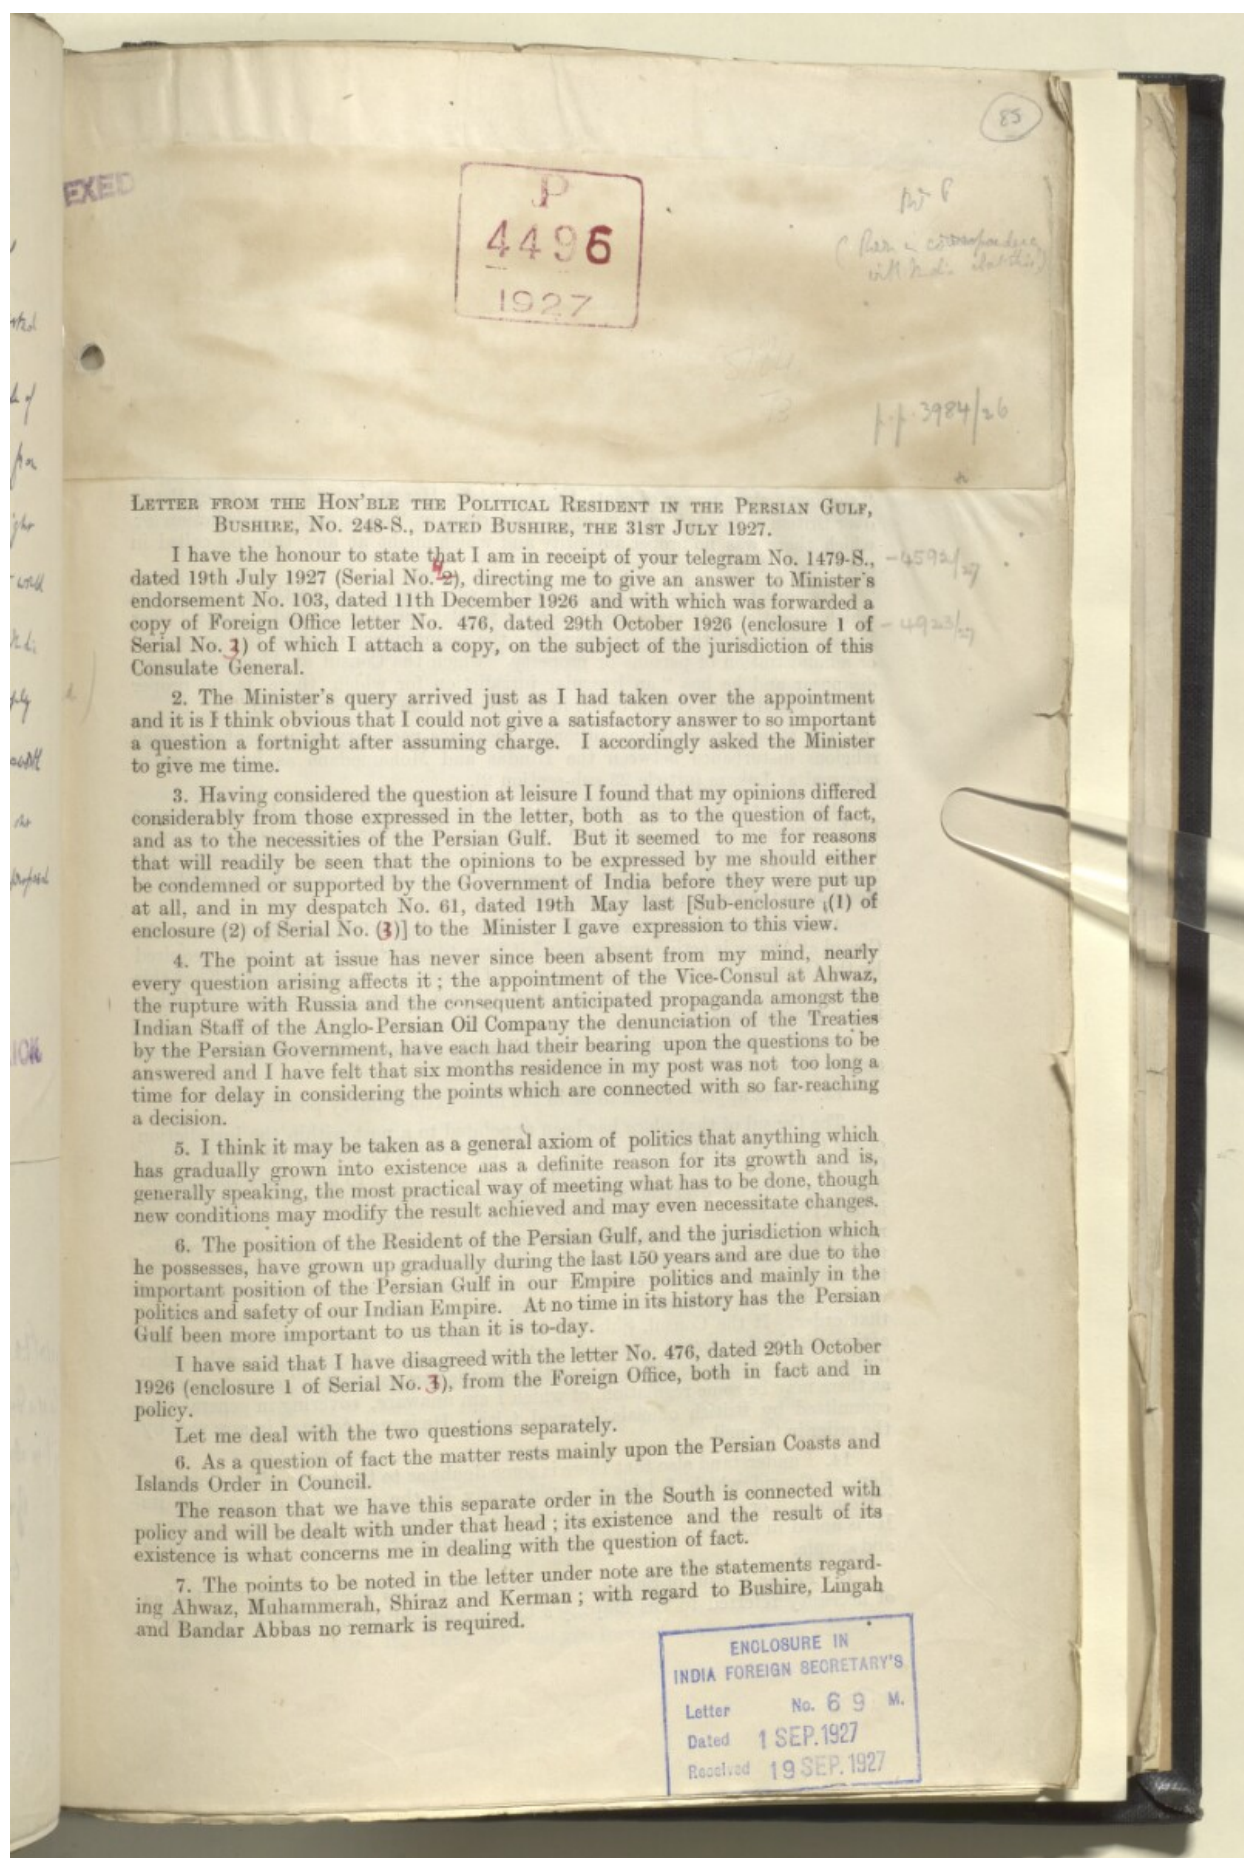 85
EXED
P
4496
1927
p.p. 3984/26
LETTER FROM THE HON'BLE THE POLITICAL RESIDENT IN THE PERSIAN GULF,
BUSHIRE, No. 248-S., DATED BUSHIRE, THE 31ST JULY 1927.
I have the honour to state that I am in receipt of your telegram No. 1479-S.,
– 4592/27
dated 19th July 1927 (Serial No. 2), directing me to give an answer to Minister's
endorsement No. 103, dated 11th December 1926 and with which was forwarded a
copy of Foreign Office letter No. 476, dated 29th October 1926 (enclosure 1 of
– 4923/27
Serial No. 3) of which I attach a copy, on the subject of the jurisdiction of this
Consulate General.
2. The Minister's query arrived just as I had taken over the appointment
and it is I think obvious that I could not give a satisfactory answer to so important
a question a fortnight after assuming charge. I accordingly asked the Minister
to give me time.
3. Having considered the question at leisure I found that my opinions differed
considerably from those expressed in the letter, both as to the question of fact,
and as to the necessities of the Persian Gulf. But it seemed to me for reasons
that will readily be seen that the opinions to be expressed by me should either
be condemned or supported by the Government of India before they were put up
at all, and in my despatch No. 61, dated 19th May last [Sub-enclosure (1) of
enclosure (2) of Serial No. (3)] to the Minister I gave expression to this view.
4. The point at issue has never since been absent from my mind, nearly
every question arising affects it; the appointment of the Vice-Consul at Ahwaz,
the rupture with Russia and the consequent anticipated propaganda amongst the
Indian Staff of the Anglo-Persian Oil Company the denunciation of the Treaties
by the Persian Government, have each had their bearing upon the questions to be
answered and I have felt that six months residence in my post was not too long a
time for delay in considering the points which are connected with so far-reaching
a decision.
5. I think it may be taken as a general axiom of politics that anything which
has gradually grown into existence has a definite reason for its growth and is,
generally speaking, the most practical way of meeting what has to be done, though
new conditions may modify the result achieved and may even necessitate changes.
6. The position of the Resident of the Persian Gulf, and the jurisdiction which
he possesses, have grown up gradually during the last 150 years and are due to the
important position of the Persian Gulf in our Empire politics and mainly in the
politics and safety of our Indian Empire. At no time in its history has the Persian
Gulf been more important to us than it is to-day.
I have said that I have disagreed with the letter No. 476, dated 29th October
1926 (enclosure 1 of Serial No. 3), from the Foreign Office, both in fact and in
policy.
Let me deal with the two questions separately.
6. As a question of fact the matter rests mainly upon the Persian Coasts and
Islands Order in Council.
The reason that we have this separate order in the South is connected with
policy and will be dealt with under that head; its existence and the result of its
existence is what concerns me in dealing with the question of fact.
7. The points to be noted in the letter under note are the statements regard-
ing Ahwaz, Muhammerah, Shiraz and Kerman; with regard to Bushire, Lingah
and Bandar Abbas no remark is required.
ENCLOSURE IN
INDIA FOREIGN SECRETARY'S
Letter No. 69 M.
Dated 1 SEP. 1927
Received 19 SEP. 1927